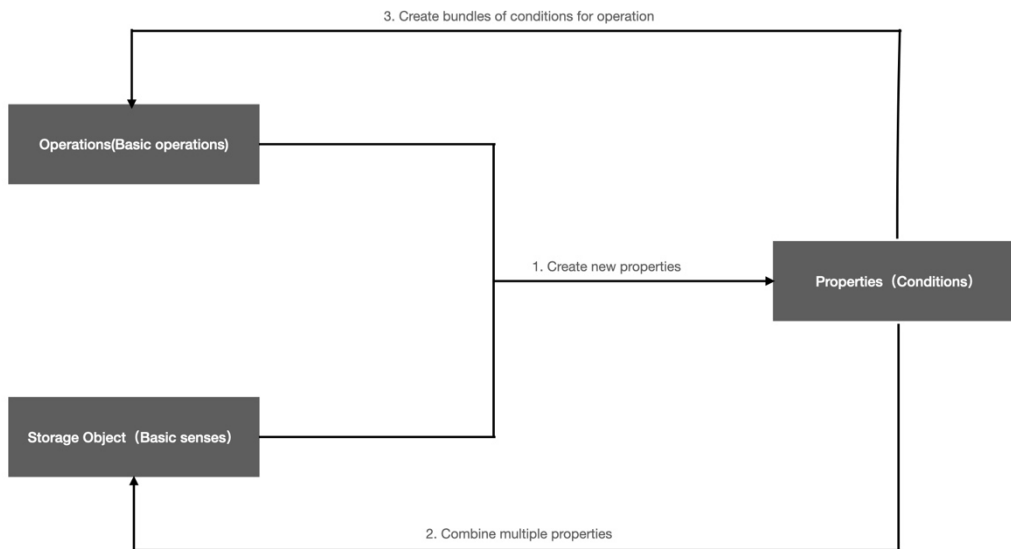 3. Create bundles of conditions for operation
Operations(Basic operations)
1. Create new properties
Properties（Conditions）
Storage Object（Basic senses）
2. Combine multiple properties